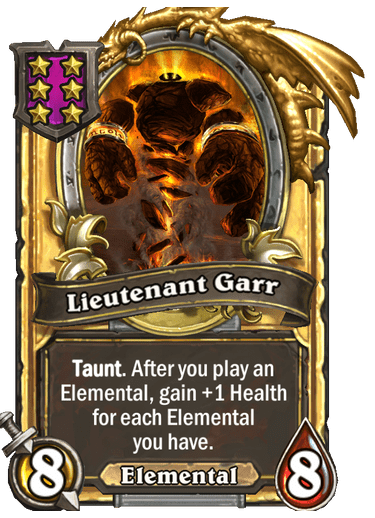 Lieutenant Garr
Taunt. After you play an
Elemental, gain +1 Health
for each Elemental
you have.
8
Elemental
8